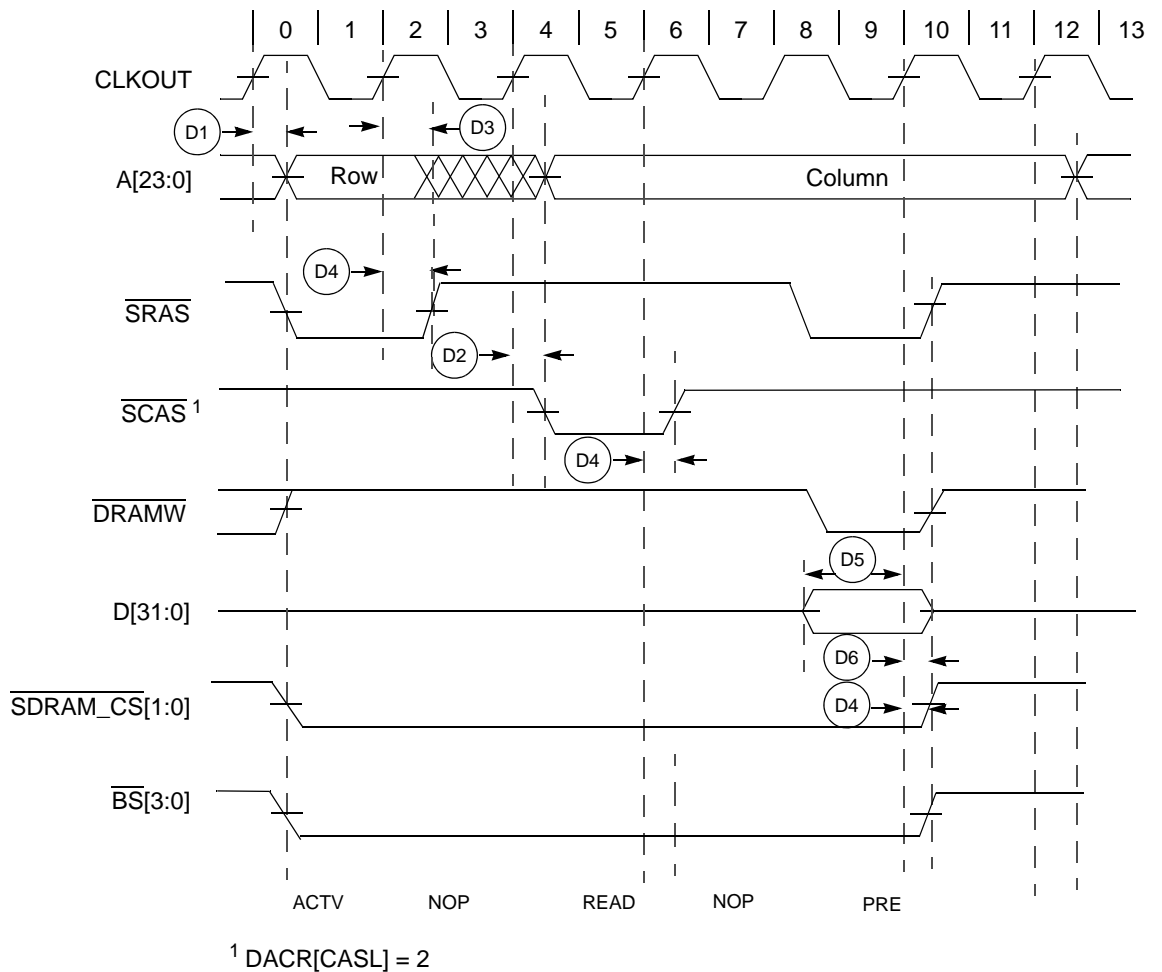 0 1 2 3 4 5 6 7 8 9 10 11 12 13
CLKOUT
D1
D3
A[23:0]
Row
Column
D4
SRAS
D2
SCAS 1
D4
DRAMW
D5
D[31:0]
D6
SDRAM_CS[1:0]
D4
BS[3:0]
ACTV NOP READ NOP PRE
1 DACR[CASL] = 2